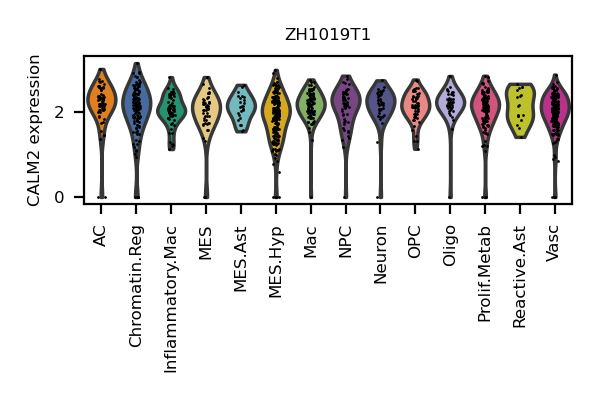 ZH1019T1
CALM2 expression
2
0
AC
Chromatin.Reg
Inflammatory.Mac
MES
MES.Ast
MES.Hyp
Mac
NPC
Neuron
OPC
Oligo
Prolif.Metab
Reactive.Ast
Vasc